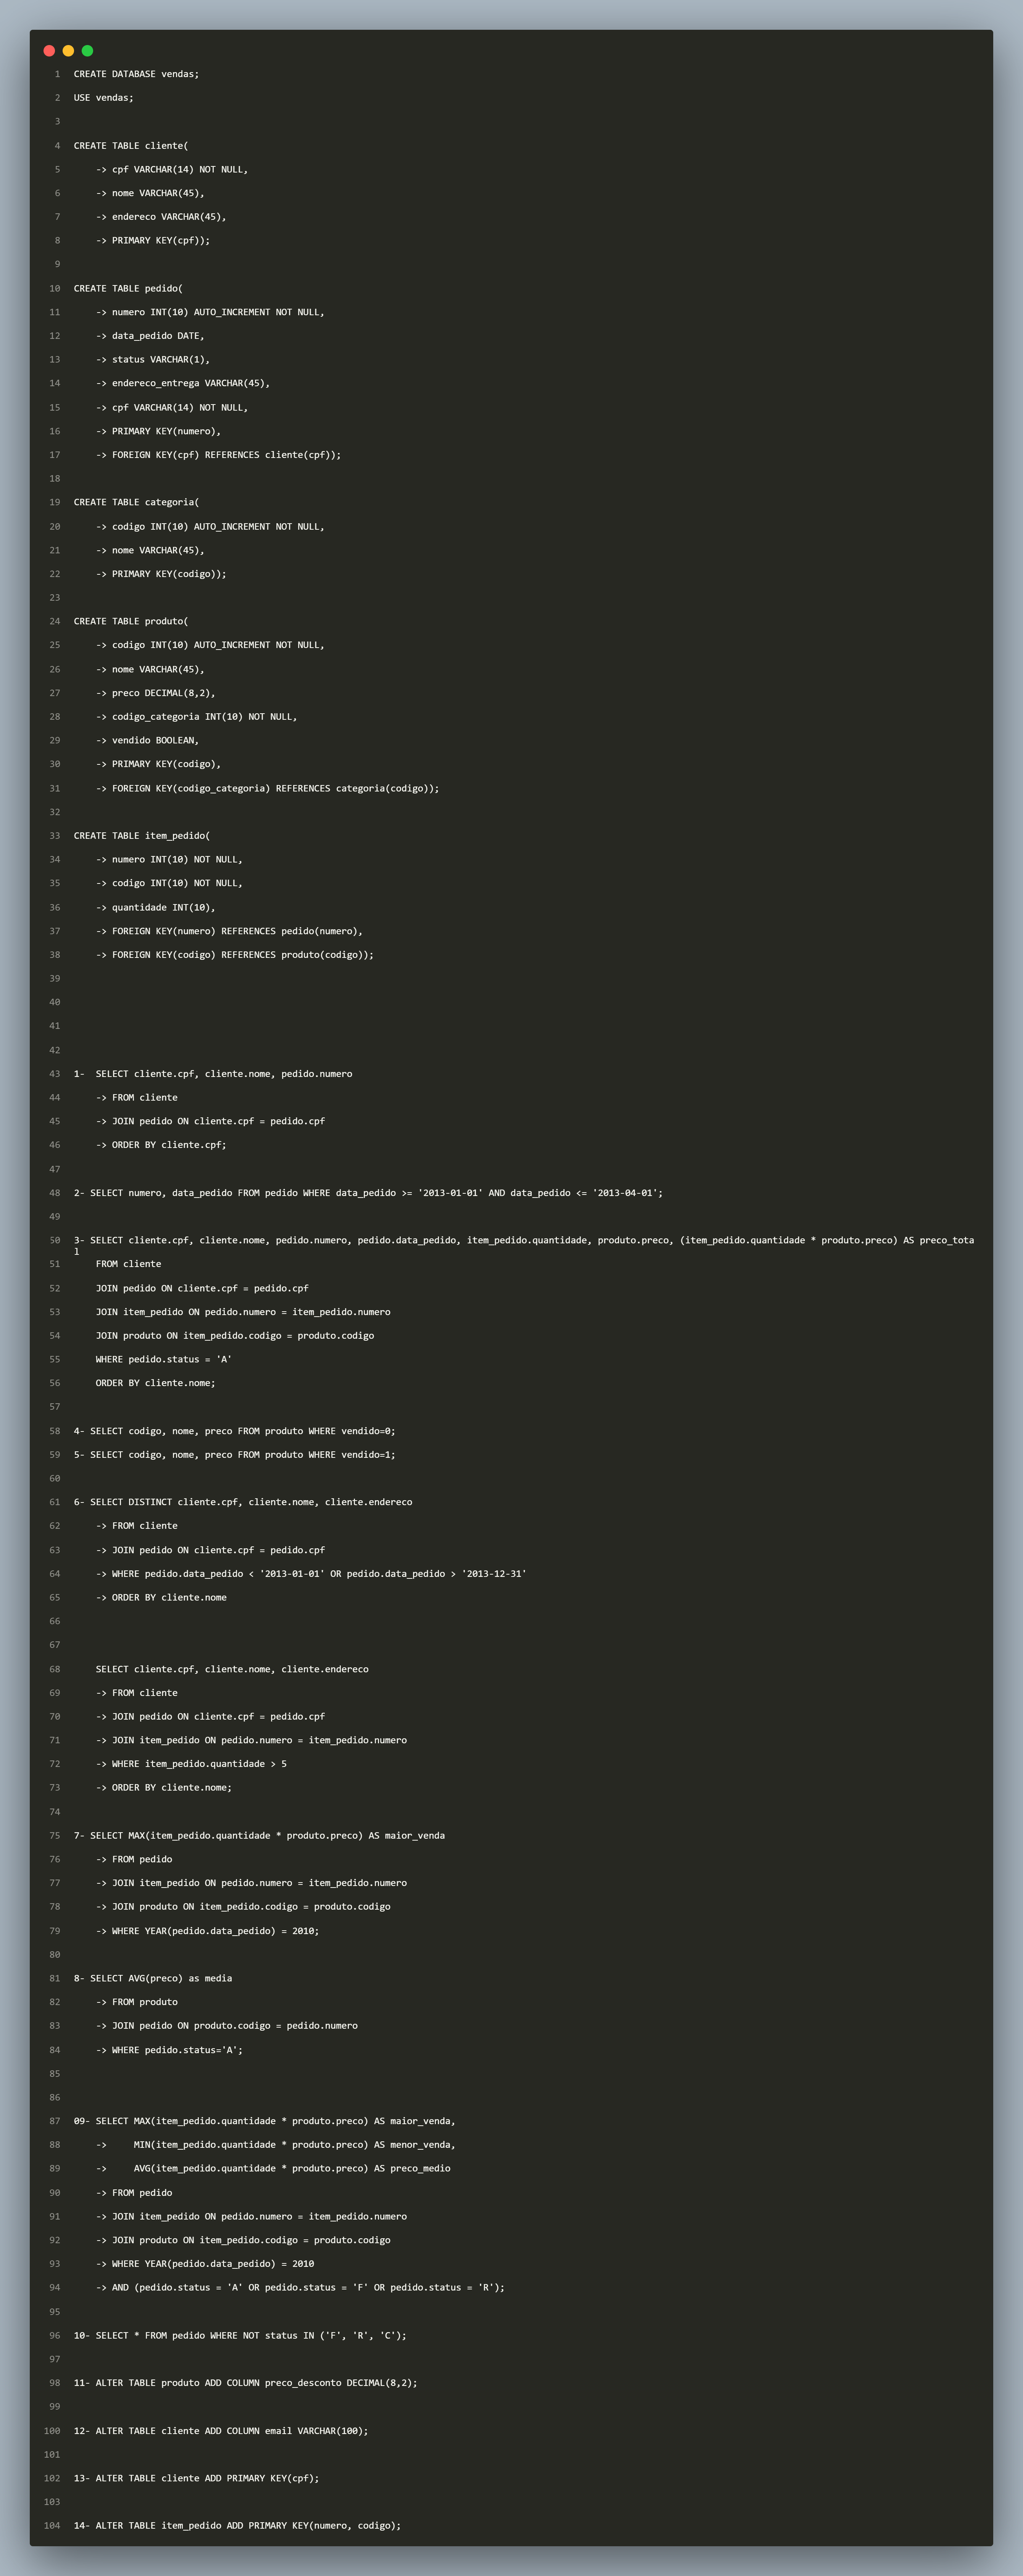 1 CREATE DATABASE vendas;
2 USE vendas;
3
4 CREATE TABLE cliente(
5     -> cpf VARCHAR(14) NOT NULL,
6     -> nome VARCHAR(45),
7     -> endereco VARCHAR(45),
8     -> PRIMARY KEY(cpf));
9
10 CREATE TABLE pedido(
11     -> numero INT(10) AUTO_INCREMENT NOT NULL,
12     -> data_pedido DATE,
13     -> status VARCHAR(1),
14     -> endereco_entrega VARCHAR(45),
15     -> cpf VARCHAR(14) NOT NULL,
16     -> PRIMARY KEY(numero),
17     -> FOREIGN KEY(cpf) REFERENCES cliente(cpf));
18
19 CREATE TABLE categoria(
20     -> codigo INT(10) AUTO_INCREMENT NOT NULL,
21     -> nome VARCHAR(45),
22     -> PRIMARY KEY(codigo));
23
24 CREATE TABLE produto(
25     -> codigo INT(10) AUTO_INCREMENT NOT NULL,
26     -> nome VARCHAR(45),
27     -> preco DECIMAL(8,2),
28     -> codigo_categoria INT(10) NOT NULL,
29     -> vendido BOOLEAN,
30     -> PRIMARY KEY(codigo),
31     -> FOREIGN KEY(codigo_categoria) REFERENCES categoria(codigo));
32
33 CREATE TABLE item_pedido(
34     -> numero INT(10) NOT NULL,
35     -> codigo INT(10) NOT NULL,
36     -> quantidade INT(10),
37     -> FOREIGN KEY(numero) REFERENCES pedido(numero),
38     -> FOREIGN KEY(codigo) REFERENCES produto(codigo));
39
40
41
42
43 1-  SELECT cliente.cpf, cliente.nome, pedido.numero
44     -> FROM cliente
45     -> JOIN pedido ON cliente.cpf = pedido.cpf
46     -> ORDER BY cliente.cpf;
47
48 2- SELECT numero, data_pedido FROM pedido WHERE data_pedido >= '2013-01-01' AND data_pedido <= '2013-04-01';
49
50 3- SELECT cliente.cpf, cliente.nome, pedido.numero, pedido.data_pedido, item_pedido.quantidade, produto.preco, (item_pedido.quantidade * produto.preco) AS preco_tota
l
51     FROM cliente
52     JOIN pedido ON cliente.cpf = pedido.cpf
53     JOIN item_pedido ON pedido.numero = item_pedido.numero
54     JOIN produto ON item_pedido.codigo = produto.codigo
55     WHERE pedido.status = 'A'
56     ORDER BY cliente.nome;
57
58 4- SELECT codigo, nome, preco FROM produto WHERE vendido=0;
59 5- SELECT codigo, nome, preco FROM produto WHERE vendido=1;
60
61 6- SELECT DISTINCT cliente.cpf, cliente.nome, cliente.endereco
62     -> FROM cliente
63     -> JOIN pedido ON cliente.cpf = pedido.cpf
64     -> WHERE pedido.data_pedido < '2013-01-01' OR pedido.data_pedido > '2013-12-31'
65     -> ORDER BY cliente.nome
66
67
68     SELECT cliente.cpf, cliente.nome, cliente.endereco
69     -> FROM cliente
70     -> JOIN pedido ON cliente.cpf = pedido.cpf
71     -> JOIN item_pedido ON pedido.numero = item_pedido.numero
72     -> WHERE item_pedido.quantidade > 5
73     -> ORDER BY cliente.nome;
74
75 7- SELECT MAX(item_pedido.quantidade * produto.preco) AS maior_venda
76     -> FROM pedido
77     -> JOIN item_pedido ON pedido.numero = item_pedido.numero
78     -> JOIN produto ON item_pedido.codigo = produto.codigo
79     -> WHERE YEAR(pedido.data_pedido) = 2010;
80
81 8- SELECT AVG(preco) as media
82     -> FROM produto
83     -> JOIN pedido ON produto.codigo = pedido.numero
84     -> WHERE pedido.status='A';
85
86
87 09- SELECT MAX(item_pedido.quantidade * produto.preco) AS maior_venda,
88     ->     MIN(item_pedido.quantidade * produto.preco) AS menor_venda,
89     ->     AVG(item_pedido.quantidade * produto.preco) AS preco_medio
90     -> FROM pedido
91     -> JOIN item_pedido ON pedido.numero = item_pedido.numero
92     -> JOIN produto ON item_pedido.codigo = produto.codigo
93     -> WHERE YEAR(pedido.data_pedido) = 2010
94     -> AND (pedido.status = 'A' OR pedido.status = 'F' OR pedido.status = 'R');
95
96 10- SELECT * FROM pedido WHERE NOT status IN ('F', 'R', 'C');
97
98 11- ALTER TABLE produto ADD COLUMN preco_desconto DECIMAL(8,2);
99
100 12- ALTER TABLE cliente ADD COLUMN email VARCHAR(100);
101
102 13- ALTER TABLE cliente ADD PRIMARY KEY(cpf);
103
104 14- ALTER TABLE item_pedido ADD PRIMARY KEY(numero, codigo);